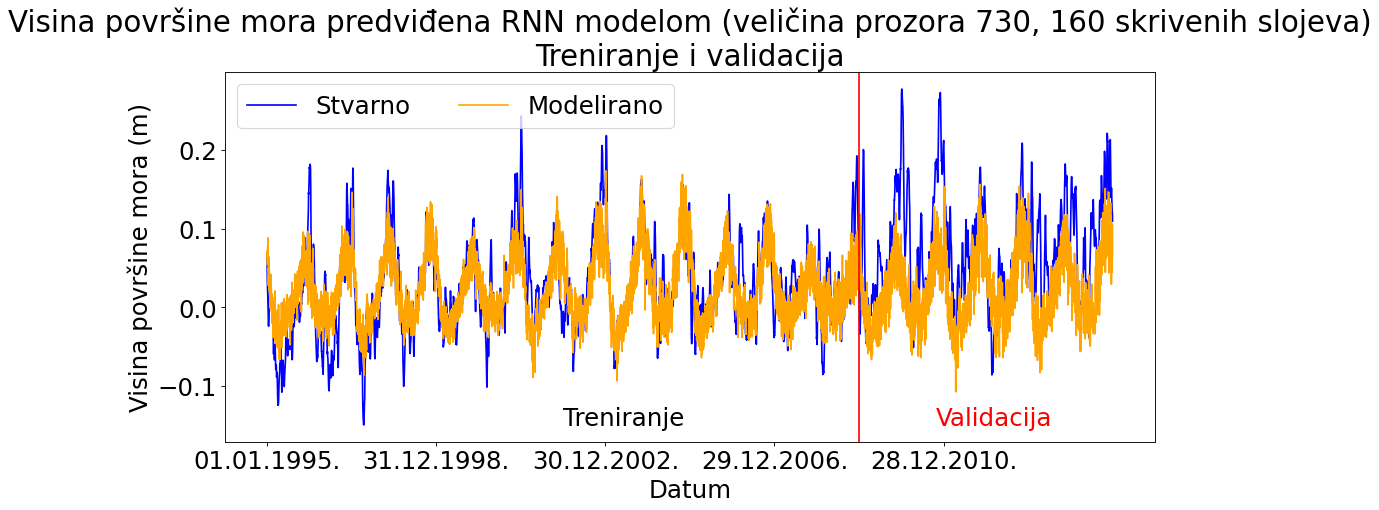 Visina površine mora predviđena RNN modelom (veličina prozora 730, 160 skrivenih slojeva)
Treniranje i validacija
Stvarno
Modelirano
Visina površine mora (m)
0.2
0.1
0.0
−0.1
Treniranje
Validacija
01.01.1995.
31.12.1998.
30.12.2002.
29.12.2006.
28.12.2010.
Datum